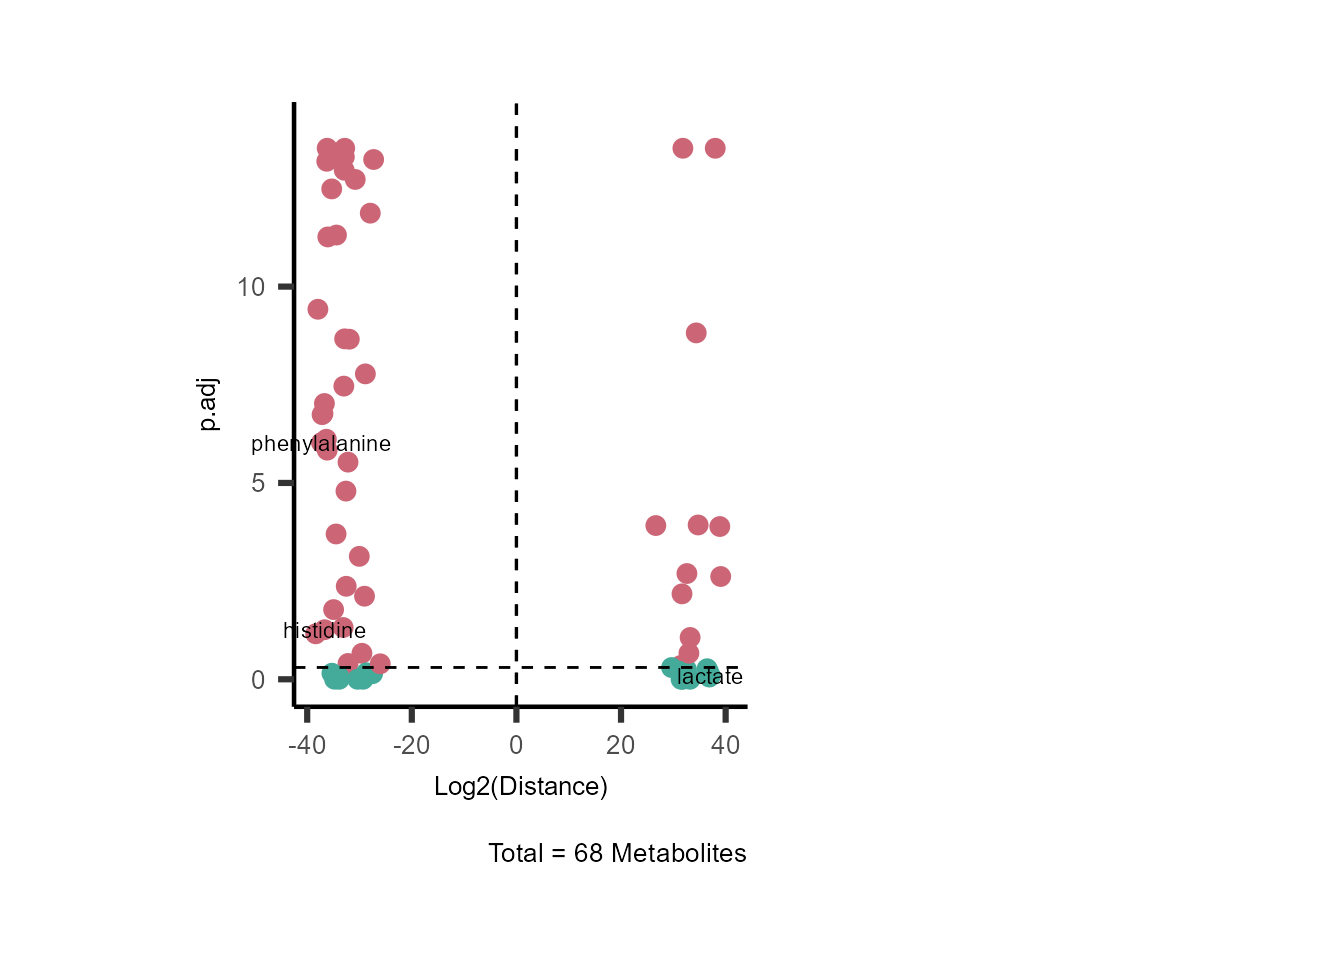 10
p.adj
phenylalanine
5
histidine
0
lactate
-40 -20 0 20 40
Log2(Distance)
Total = 68 Metabolites